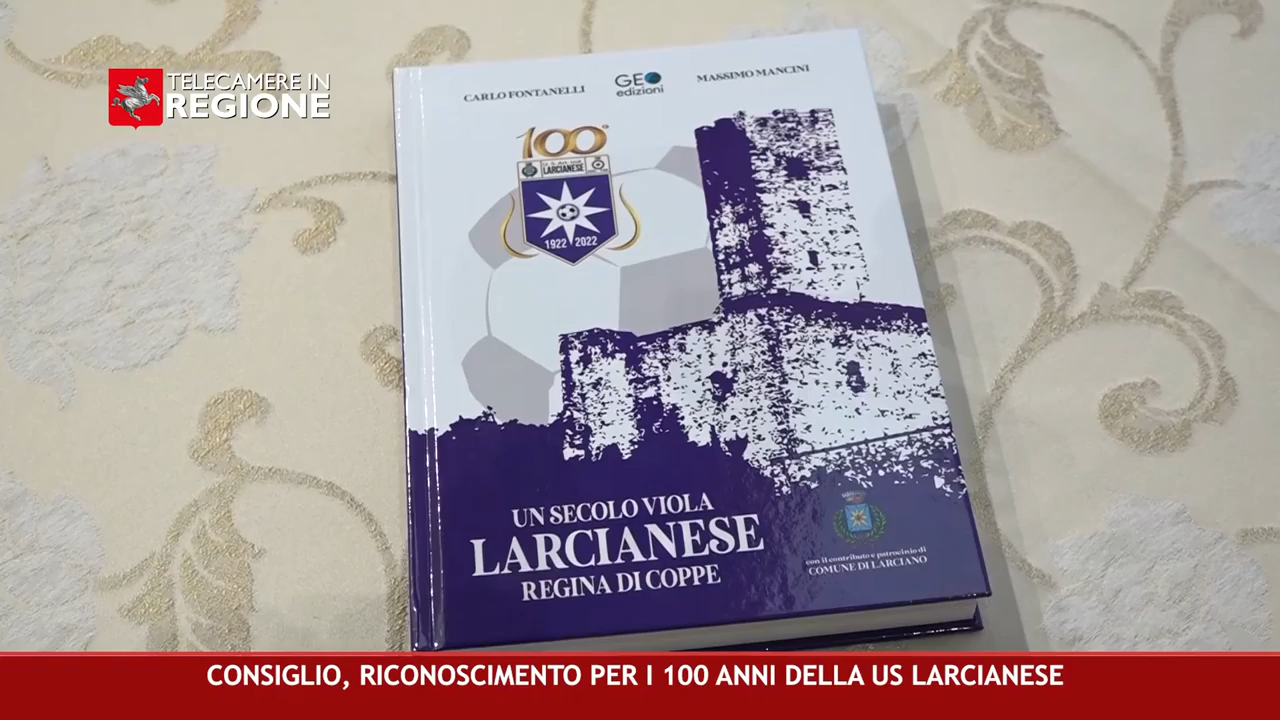 TELECAMERE IN
REGIONE
CARLO FONTANELLI
GEO
edizioni
MASSIMO MANCINI
100°
LARCIANESE
1922 2022
UN SECOLO VIOLA
LARCIANESE
REGINA DI COPPE
con il contributo e patrocinio di
COMUNE DI LARCIANO
CONSIGLIO, RICONOSCIMENTO PER I 100 ANNI DELLA US LARCIANESE